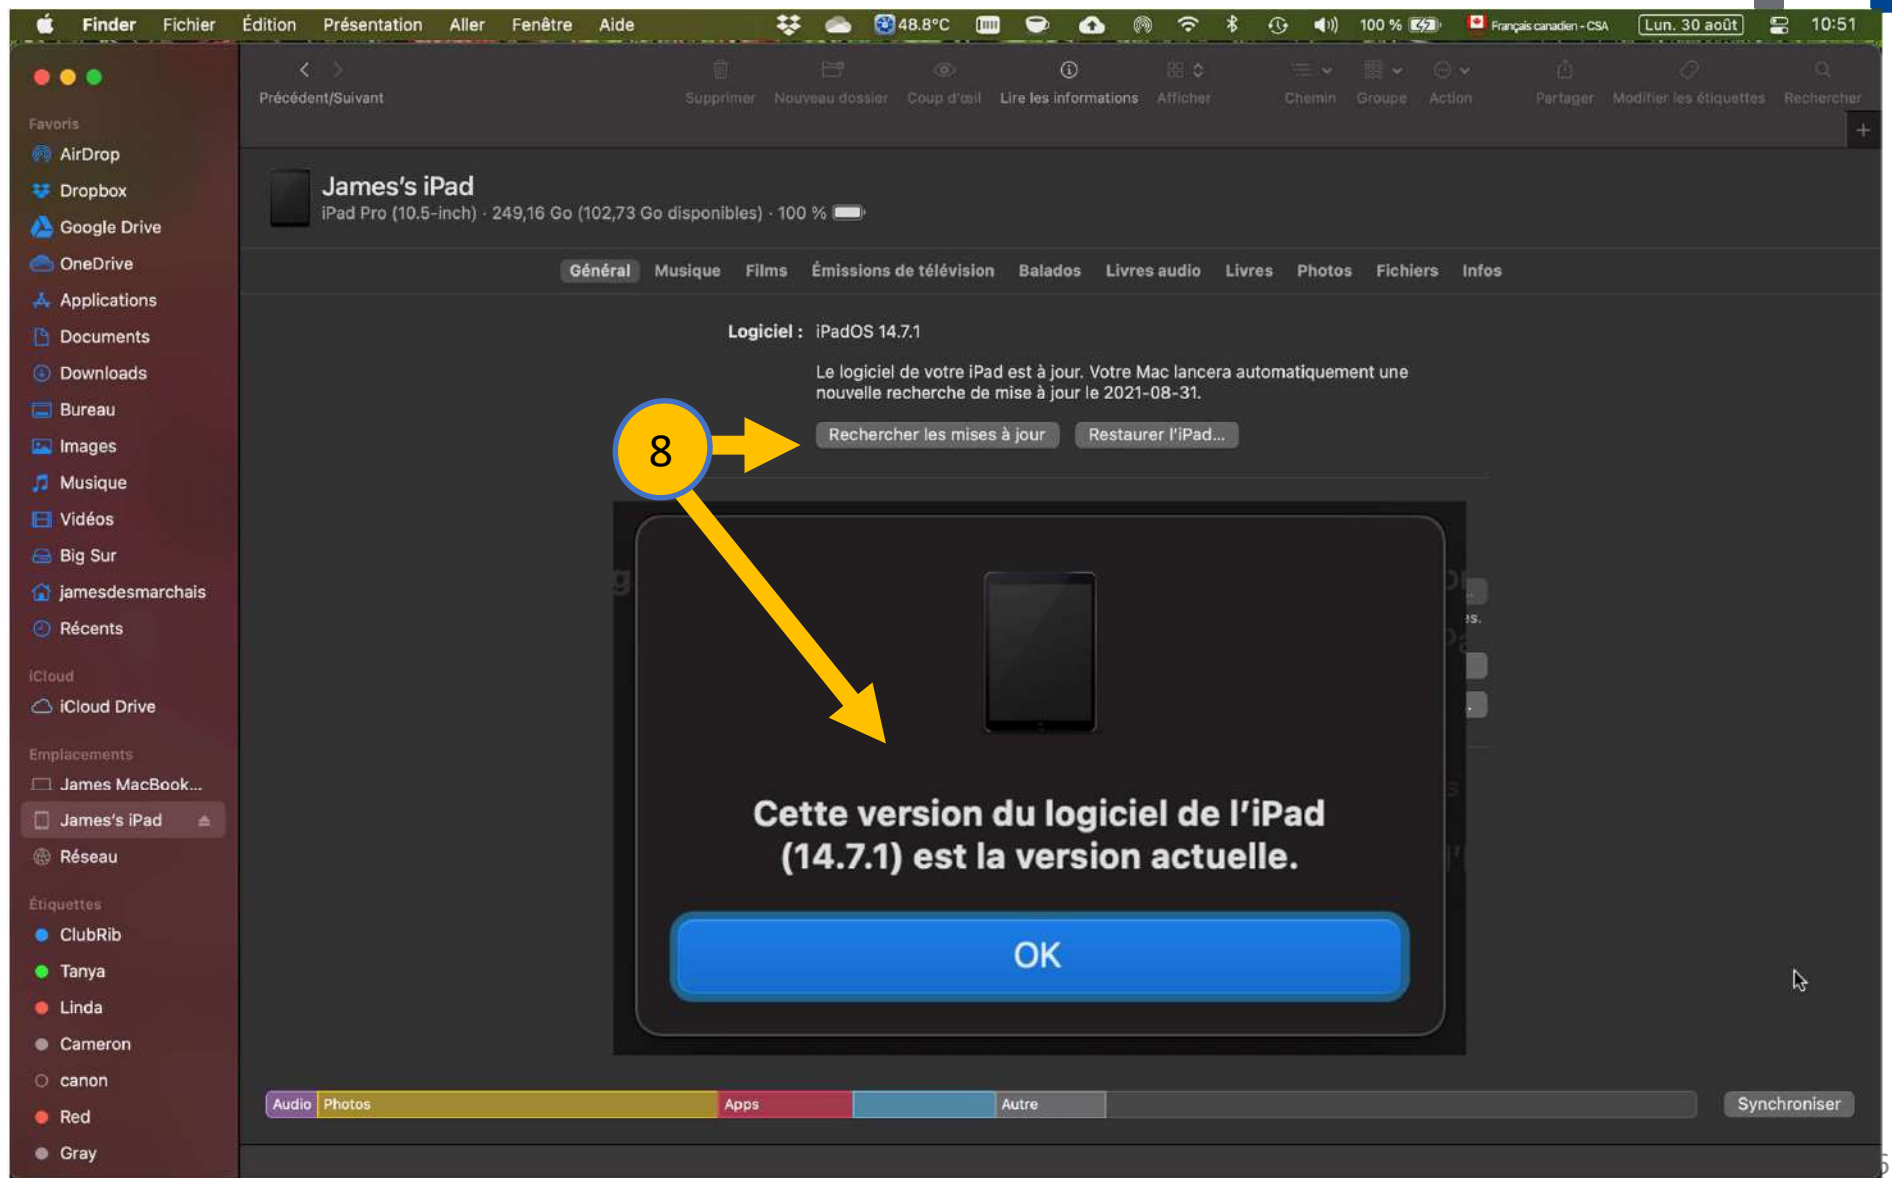 Finder Fichier Édition Présentation Aller Fenêtre Aide 48.8°C 100 % Français canadien - CSA Lun. 30 août 10:51
Précédent/Suivant Supprimer Nouveau dossier Coup d'œil Lire les informations Afficher Chemin Groupe Action Partager Modifier les étiquettes Rechercher
Favoris
AirDrop
Dropbox
Google Drive
OneDrive
Applications
Documents
Downloads
Bureau
Images
Musique
Vidéos
Big Sur
jamesdesmarchais
Récents
iCloud
iCloud Drive
Emplacements
James MacBook...
James's iPad
Réseau
Étiquettes
ClubRib
Tanya
Linda
Cameron
canon
Red
Gray
James's iPad
iPad Pro (10.5-inch) · 249,16 Go (102,73 Go disponibles) · 100 %
Général Musique Films Émissions de télévision Balados Livres audio Livres Photos Fichiers Infos
Logiciel : iPadOS 14.7.1
Le logiciel de votre iPad est à jour. Votre Mac lancera automatiquement une
nouvelle recherche de mise à jour le 2021-08-31.
8
Rechercher les mises à jour Restaurer l'iPad...
Cette version du logiciel de l'iPad
(14.7.1) est la version actuelle.
OK
Audio Photos Apps Autre Synchroniser